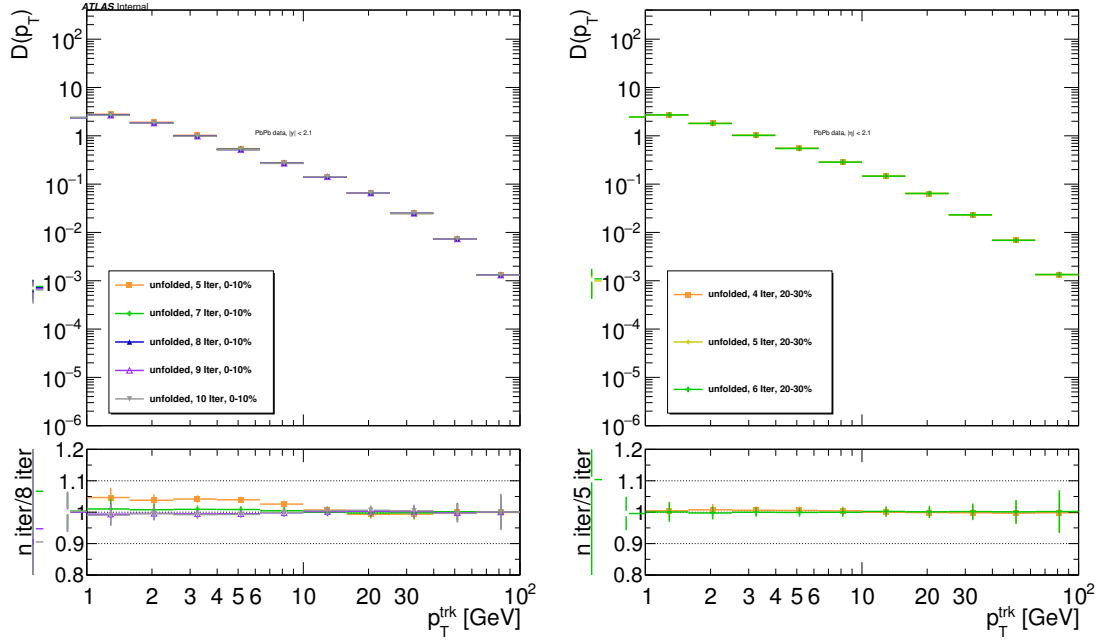 ATLAS Internal
D(p_T)
10^2
10
1
10^−1
10^−2
10^−3
10^−4
10^−5
10^−6
PbPb data, |y| < 2.1
unfolded, 5 Iter, 0-10%
unfolded, 7 Iter, 0-10%
unfolded, 8 Iter, 0-10%
unfolded, 9 Iter, 0-10%
unfolded, 10 Iter, 0-10%
n iter/8 iter
1.2
1.1
1
0.9
0.8
1 2 3 4 5 6 10 20 30 10^2
p_T^trk [GeV]
D(p_T)
10^2
10
1
10^−1
10^−2
10^−3
10^−4
10^−5
10^−6
PbPb data, |η| < 2.1
unfolded, 4 Iter, 20-30%
unfolded, 5 Iter, 20-30%
unfolded, 6 Iter, 20-30%
n iter/5 iter
1.2
1.1
1
0.9
0.8
1 2 3 4 5 6 10 20 30 10^2
p_T^trk [GeV]